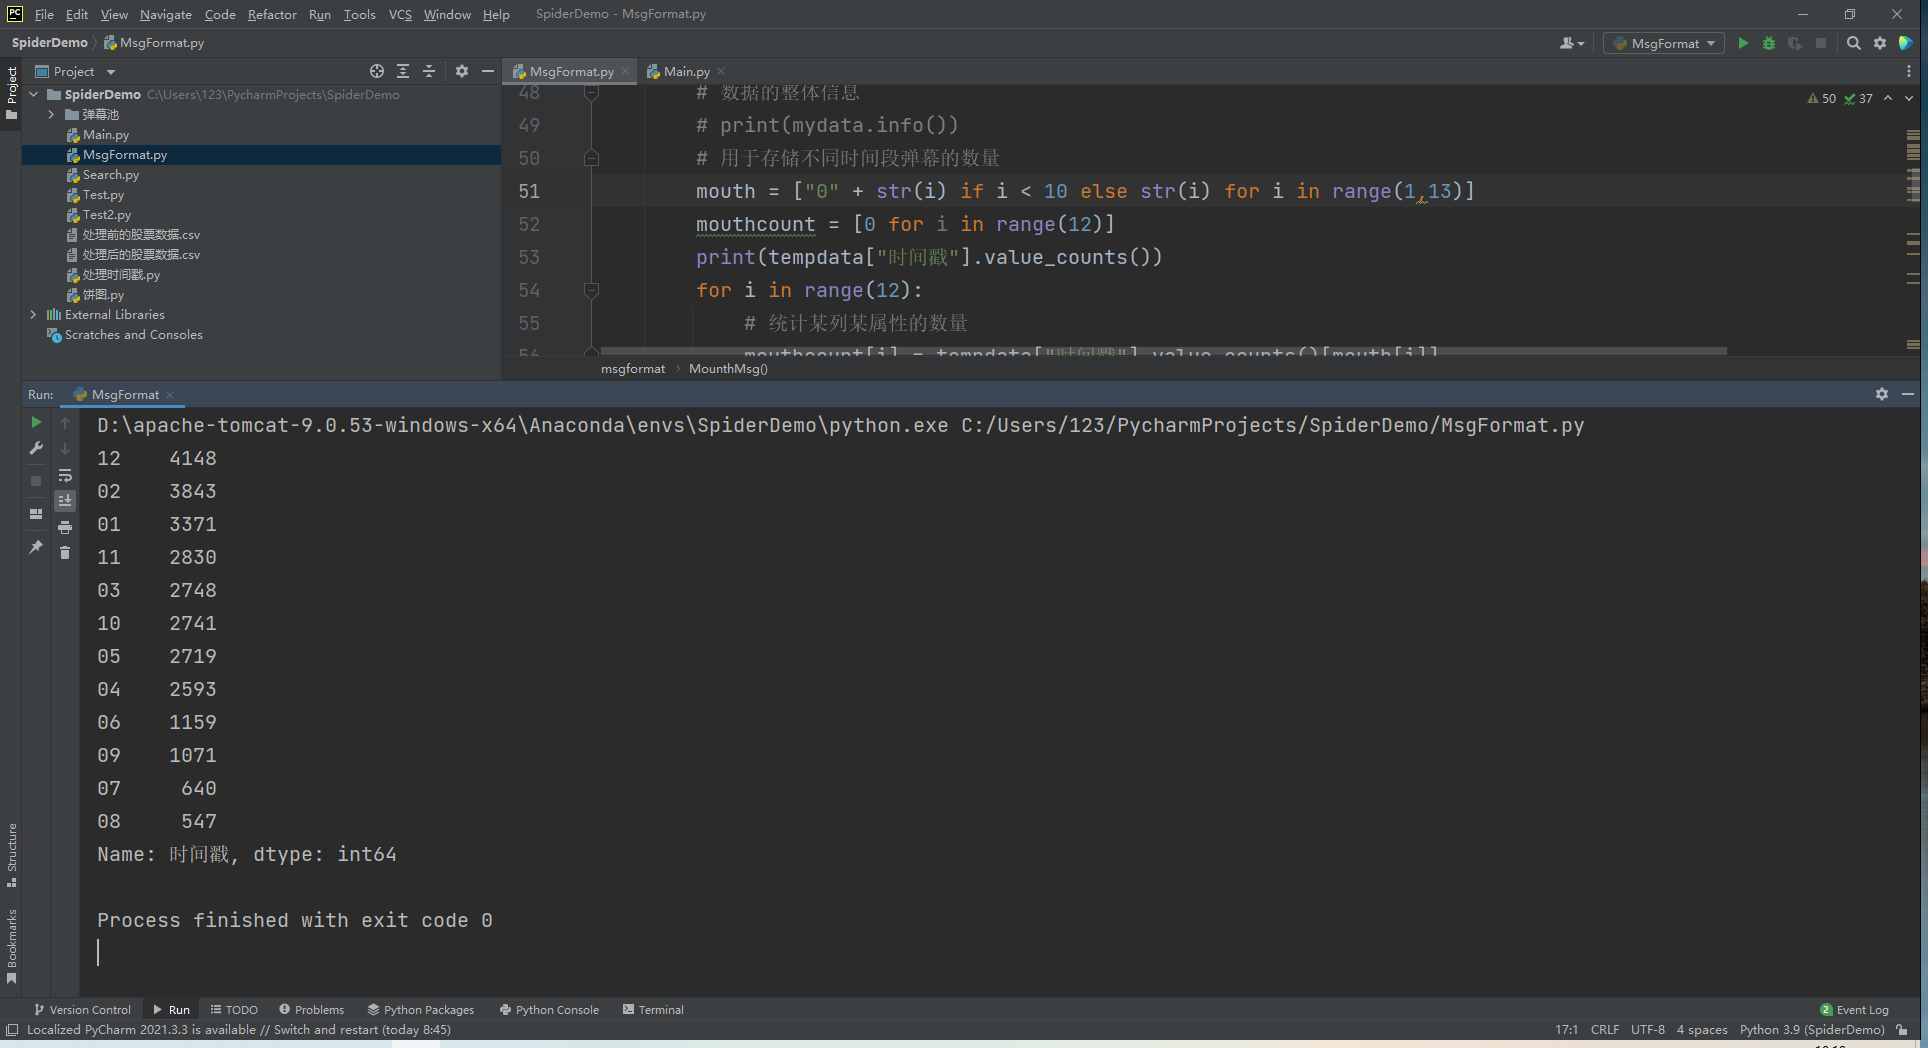 PC File Edit View Navigate Code Refactor Run Tools VCS Window Help SpiderDemo - MsgFormat.py
SpiderDemo MsgFormat.py MsgFormat
Project
Project
MsgFormat.py Main.py
SpiderDemo C:\Users\123\PycharmProjects\SpiderDemo
弹幕池
Main.py
MsgFormat.py
Search.py
Test.py
Test2.py
处理前的股票数据.csv
处理后的股票数据.csv
处理时间戳.py
饼图.py
External Libraries
Scratches and Consoles
50 37
48 # 数据的整体信息
49 # print(mydata.info())
50 # 用于存储不同时间段弹幕的数量
51 mouth = ["0" + str(i) if i < 10 else str(i) for i in range(1,13)]
52 mouthcount = [0 for i in range(12)]
53 print(tempdata["时间戳"].value_counts())
54 for i in range(12):
55 # 统计某列某属性的数量
56 mouthcount[i] = tempdata["时间戳"].value_counts()[mouth[i]]
msgformat MounthMsg()
Run: MsgFormat
D:\apache-tomcat-9.0.53-windows-x64\Anaconda\envs\SpiderDemo\python.exe C:/Users/123/PycharmProjects/SpiderDemo/MsgFormat.py
12 4148
02 3843
01 3371
11 2830
03 2748
10 2741
05 2719
04 2593
06 1159
09 1071
07 640
08 547
Name: 时间戳, dtype: int64
Process finished with exit code 0
Structure
Bookmarks
Version Control Run TODO Problems Python Packages Python Console Terminal 2 Event Log
Localized PyCharm 2021.3.3 is available // Switch and restart (today 8:45) 17:1 CRLF UTF-8 4 spaces Python 3.9 (SpiderDemo)